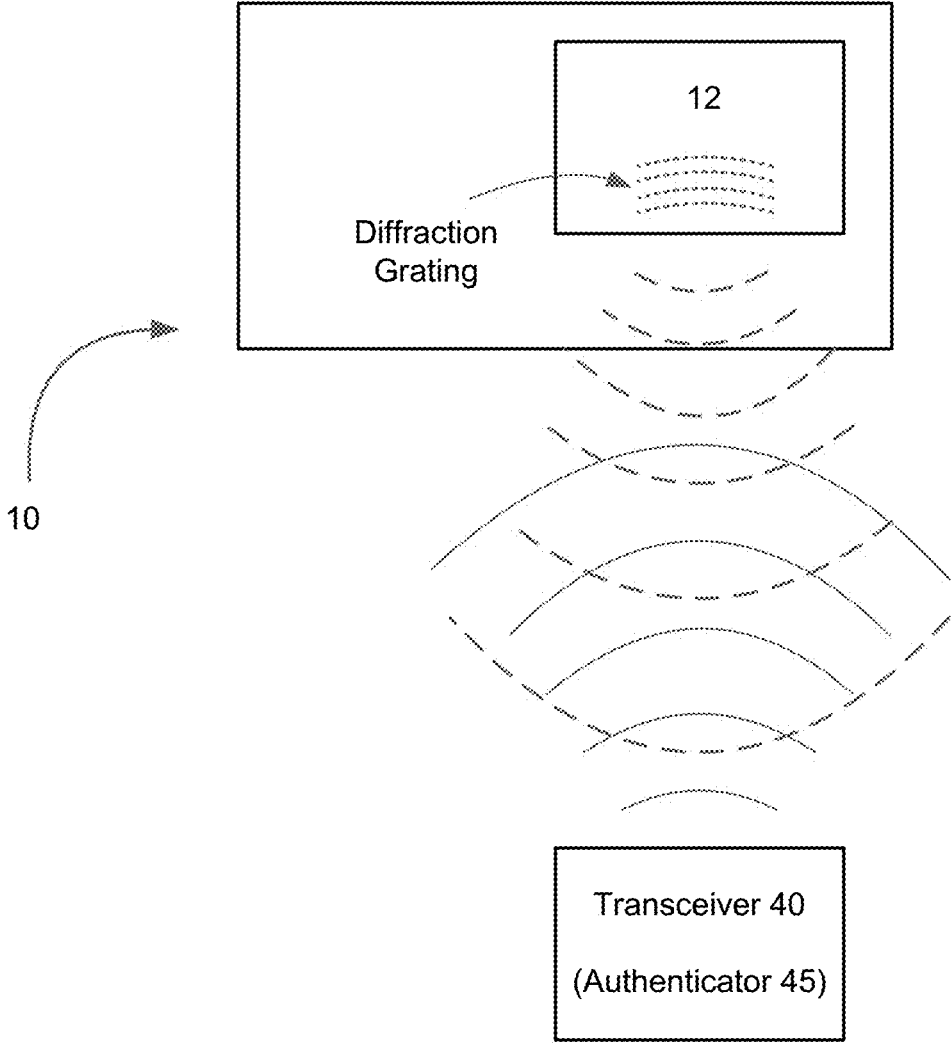 12
Diffraction
Grating
10
Transceiver 40
(Authenticator 45)